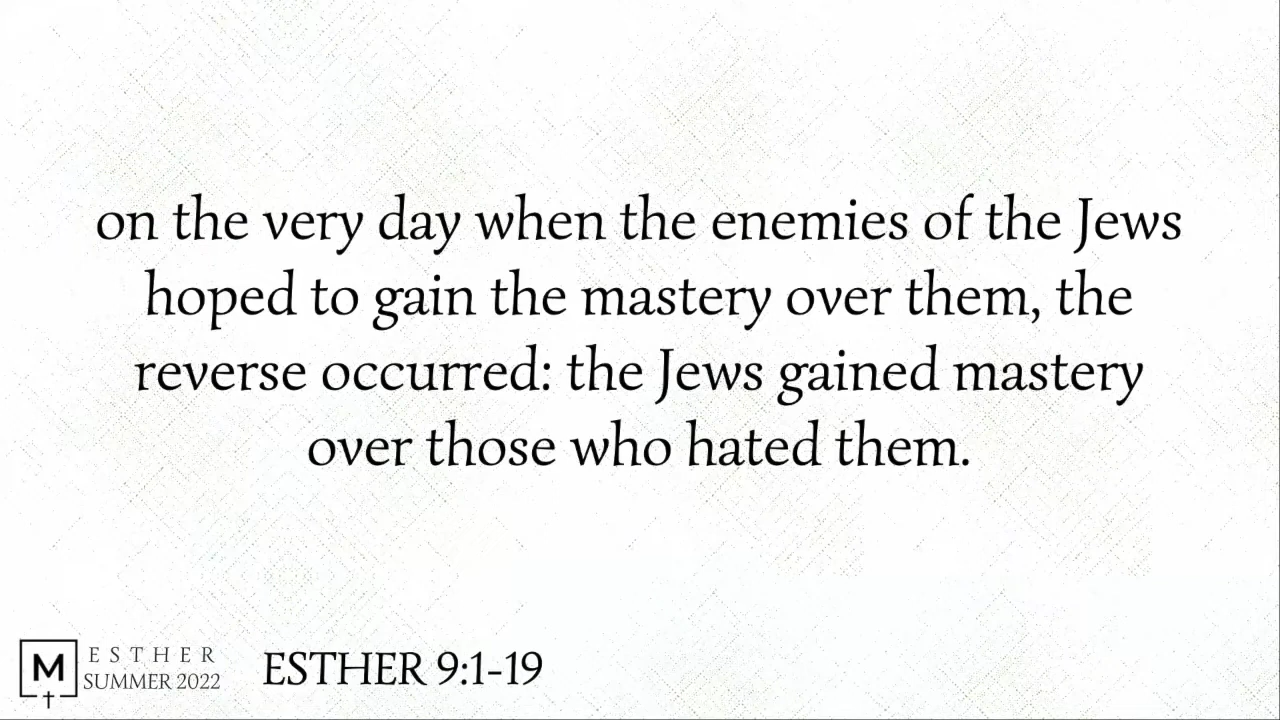 on the very day when the enemies of the Jews
hoped to gain the mastery over them, the
reverse occurred: the Jews gained mastery
over those who hated them.
M
ESTHER
SUMMER 2022
ESTHER 9:1-19